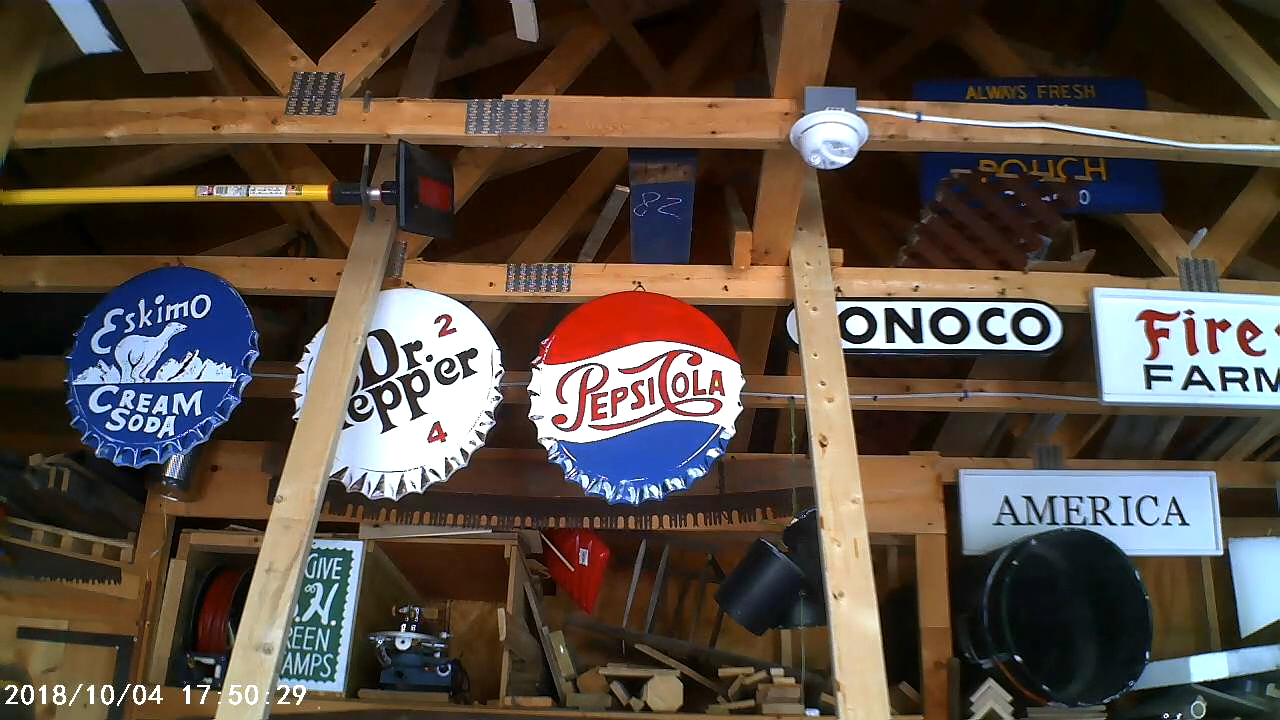 ALWAYS FRESH
82
Eskimo
CREAM
SODA
Dr. 2
epper
4
PEPSI COLA
ONOCO
Fire
FARM
AMERICA
GIVE
S&H
REEN
AMPS
2018/10/04 17:50:29